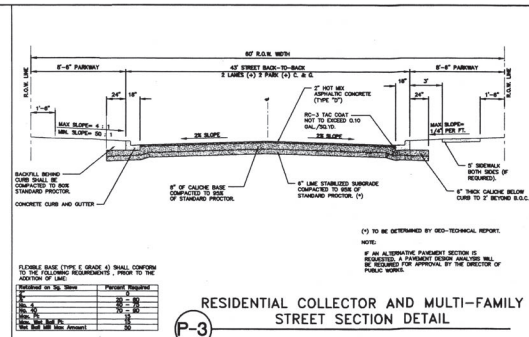 60' R.O.W. WIDTH
R.O.W. LINE
8'-6" PARKWAY
43' STREET BACK-TO-BACK
8'-6" PARKWAY
R.O.W. LINE
2 LANES (+) 2 PARK (+) C. & G.
24"
18"
18"
24"
3'
1'-6"
1'-6"
2" HOT MIX
ASPHALTIC CONCRETE
(TYPE "D")
RC-3 TAC COAT
NOT TO EXCEED 0.10
GAL./SQ.YD.
MAX SLOPE= 4 : 1
MIN. SLOPE= 50 : 1
MAX SLOPE=
1/4" PER FT.
2% SLOPE
2% SLOPE
BACKFILL BEHIND
CURB SHALL BE
COMPACTED TO 80%
STANDARD PROCTOR.
CONCRETE CURB AND GUTTER
OF CALICHE BASE
COMPACTED TO 95%
STANDARD PROCTOR.
6" LIME STABILIZED SUBGRADE
COMPACTED TO 95% OF
STANDARD PROCTOR. (*)
5' SIDEWALK
BOTH SIDES (IF
REQUIRED).
6" THICK CALICHE BELOW
CURB TO 2' BEYOND B.O.C.
(*) TO BE DETERMINED BY GEO-TECHNICAL REPORT.
NOTE:
IF AN ALTERNATIVE PAVEMENT SECTION IS
REQUESTED, A PAVEMENT DESIGN ANALYSIS WILL
BE REQUIRED FOR APPROVAL BY THE DIRECTOR OF
PUBLIC WORKS.
FLEXIBLE BASE (TYPE E GRADE 4) SHALL CONFORM
TO THE FOLLOWING REQUIREMENTS , PRIOR TO THE
ADDITION OF LIME:
Retained on Sq. Sieve Percent Required
2" 0
20 - 60
No. 4 40 - 75
No. 40 70 - 90
Max. PI: 15
Max. Wet Ball PI: 15
Wet Ball Mill Max Amount: 50
RESIDENTIAL COLLECTOR AND MULTI-FAMILY
STREET SECTION DETAIL
P-3